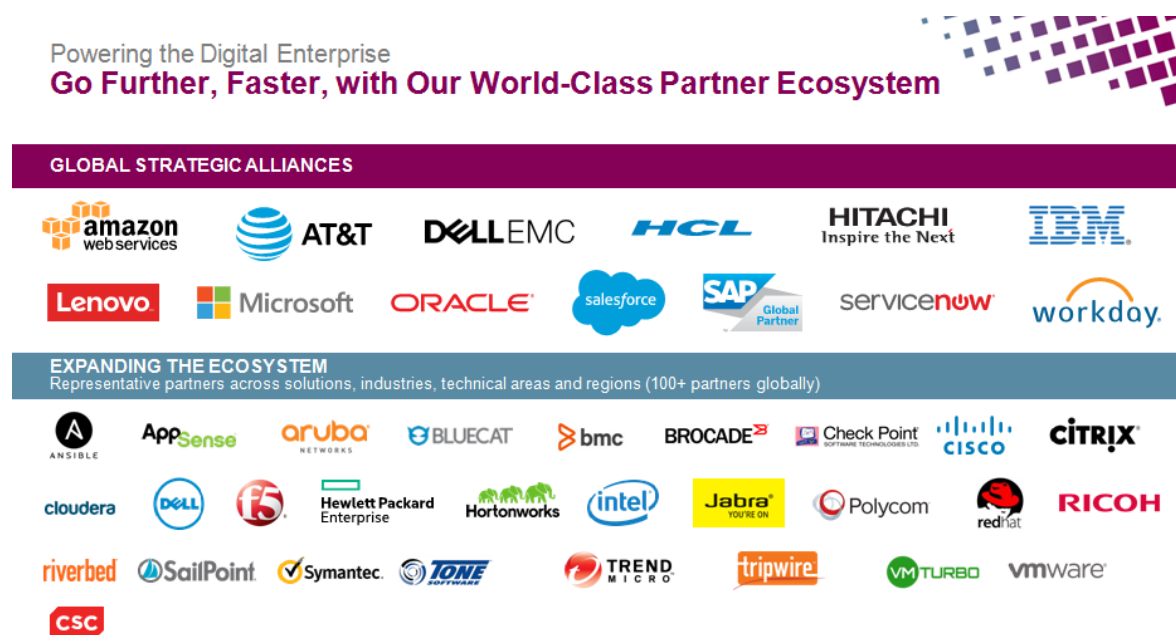 Powering the Digital Enterprise
Go Further, Faster, with Our World-Class Partner Ecosystem
GLOBAL STRATEGIC ALLIANCES
amazon
webservices
AT&T
DELLEMC
HCL
HITACHI
Inspire the Next
IBM
Lenovo
Microsoft
ORACLE
salesforce
SAP
Global
Partner
servicenow
workday
EXPANDING THE ECOSYSTEM
Representative partners across solutions, industries, technical areas and regions (100+ partners globally)
A
ANSIBLE
AppSense
aruba
NETWORKS
BLUECAT
bmc
BROCADE
Check Point
SOFTWARE TECHNOLOGIES LTD.
CISCO
CITRIX
cloudera
DELL
f5
Hewlett Packard
Enterprise
Hortonworks
intel
Jabra
YOU'RE ON
Polycom
redhat
RICOH
riverbed
SailPoint
Symantec
TONE
SOFTWARE
TREND
MICRO
tripwire
VMTURBO
vmware
CSC